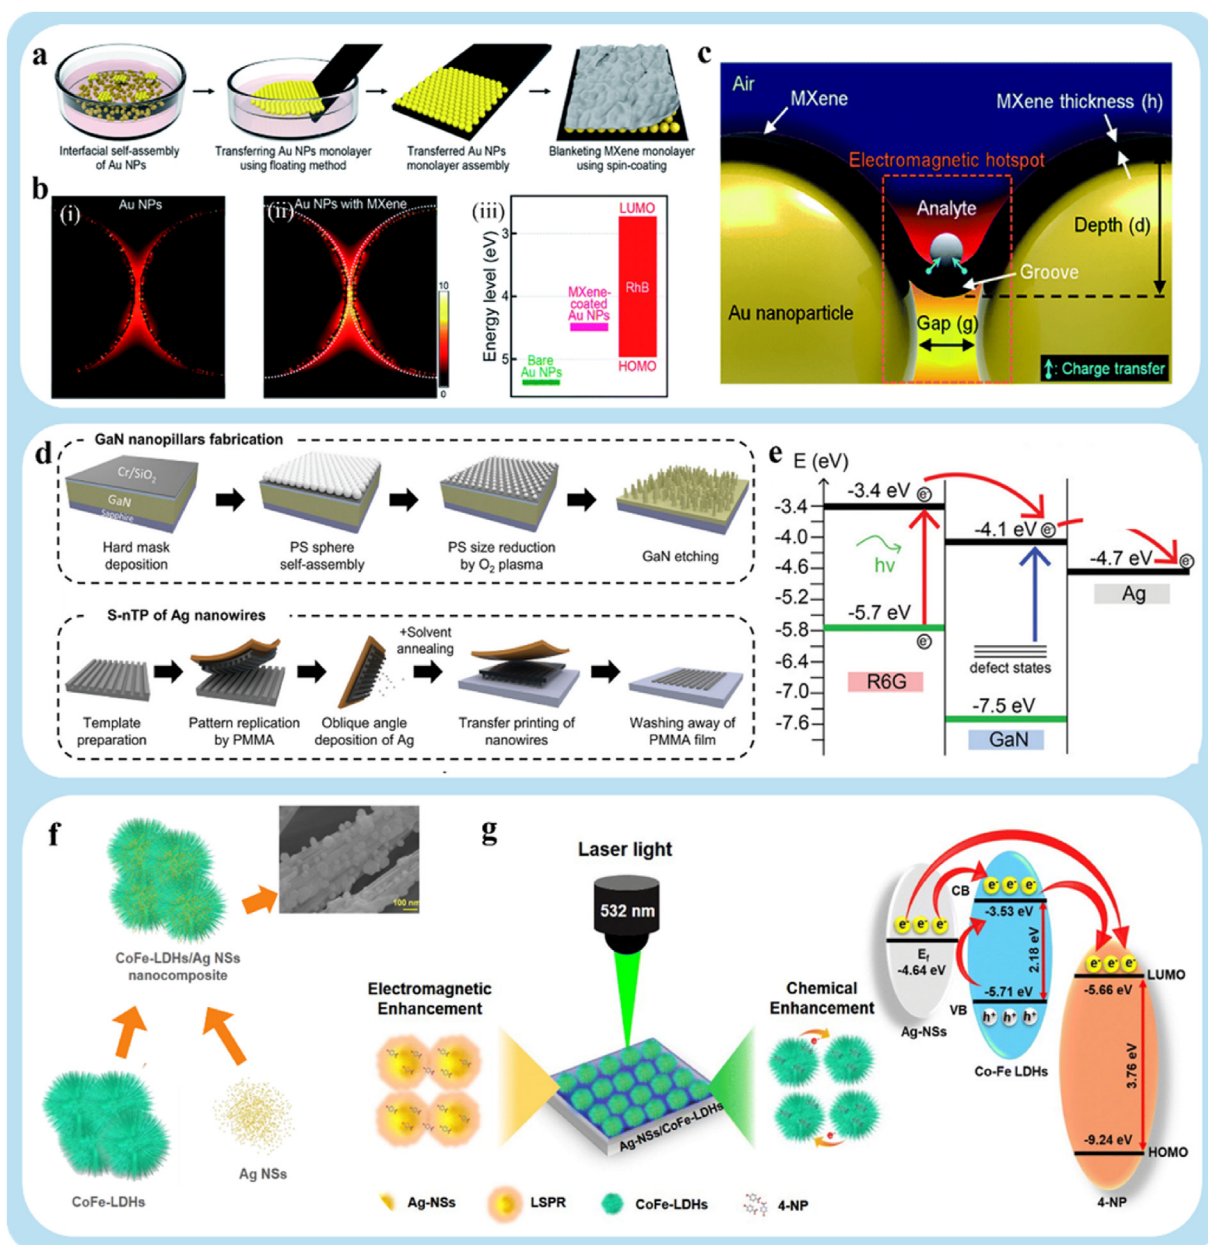 a
Interfacial self-assembly
of Au NPs
Transferring Au NPs monolayer
using floating method
Transferred Au NPs
monolayer assembly
Blanketing MXene monolayer
using spin-coating
b
(i)
Au NPs
(ii)
Au NPs with MXene
10
0
(iii)
Energy level (eV)
3
4
5
LUMO
RhB
HOMO
MXene-
coated
Au NPs
Bare
Au NPs
c
Air
MXene
MXene thickness (h)
Electromagnetic hotspot
Analyte
Depth (d)
Groove
Au nanoparticle
Gap (g)
: Charge transfer
d
GaN nanopillars fabrication
Cr/SiO2
GaN
Sapphire
Hard mask
deposition
PS sphere
self-assembly
PS size reduction
by O2 plasma
GaN etching
S-nTP of Ag nanowires
+Solvent
annealing
Template
preparation
Pattern replication
by PMMA
Oblique angle
deposition of Ag
Transfer printing of
nanowires
Washing away of
PMMA film
e
E (eV)
-3.4
-4.0
-4.6
-5.2
-5.8
-6.4
-7.0
-7.6
-3.4 eV
e-
hv
-5.7 eV
e-
R6G
-4.1 eV
e-
defect states
-7.5 eV
GaN
-4.7 eV
e-
Ag
f
CoFe-LDHs/Ag NSs
nanocomposite
100 nm
CoFe-LDHs
Ag NSs
g
Laser light
532 nm
Electromagnetic
Enhancement
Chemical
Enhancement
e-
e-
Ag-NSs/CoFe-LDHs
Ag-NSs
LSPR
CoFe-LDHs
4-NP
e- e- e-
Ef
-4.64 eV
Ag-NSs
CB
e- e- e-
-3.53 eV
2.18 eV
-5.71 eV
VB
h+ h+ h+
Co-Fe LDHs
e- e- e-
LUMO
-5.66 eV
3.76 eV
-9.24 eV
HOMO
4-NP